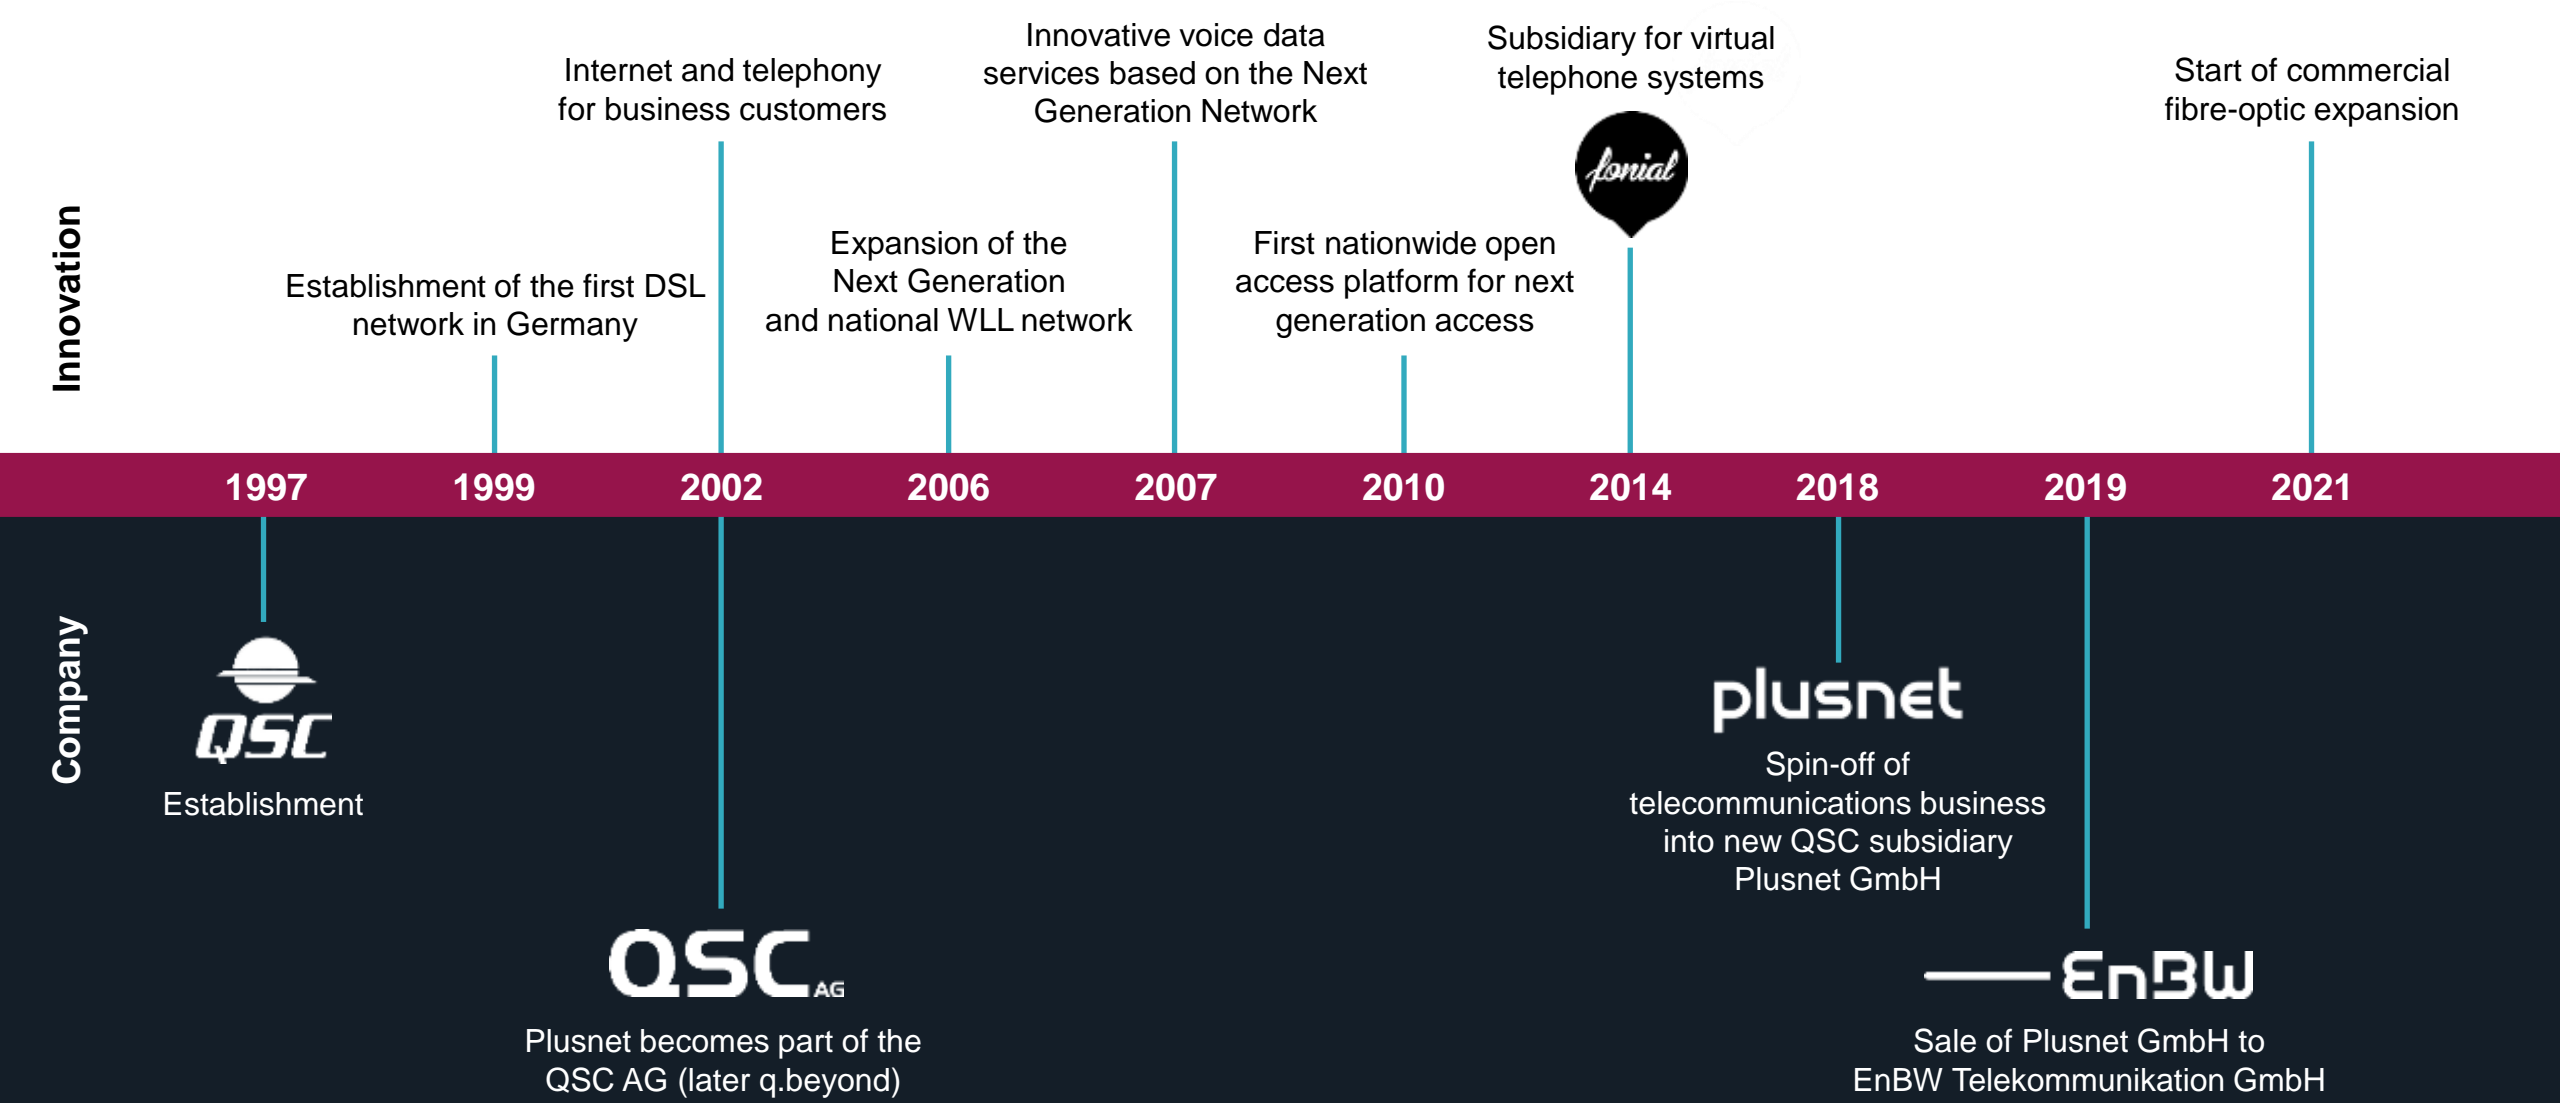 Innovation
Establishment of the first DSL
network in Germany
Internet and telephony
for business customers
Expansion of the
Next Generation
and national WLL network
Innovative voice data
services based on the Next
Generation Network
First nationwide open
access platform for next
generation access
Subsidiary for virtual
telephone systems
fonial
Start of commercial
fibre-optic expansion
1997 1999 2002 2006 2007 2010 2014 2018 2019 2021
Company
QSC
Establishment
QSC AG
Plusnet becomes part of the
QSC AG (later q.beyond)
plusnet
Spin-off of
telecommunications business
into new QSC subsidiary
Plusnet GmbH
EnBW
Sale of Plusnet GmbH to
EnBW Telekommunikation GmbH